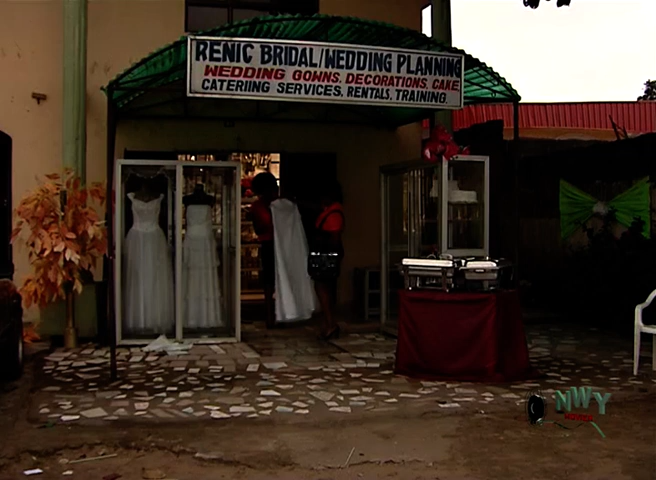 RENIC BRIDAL/WEDDING PLANNING
WEDDING GOWNS, DECORATIONS, CAKE
CATERIING SERVICES, RENTALS, TRAINING.
NWY